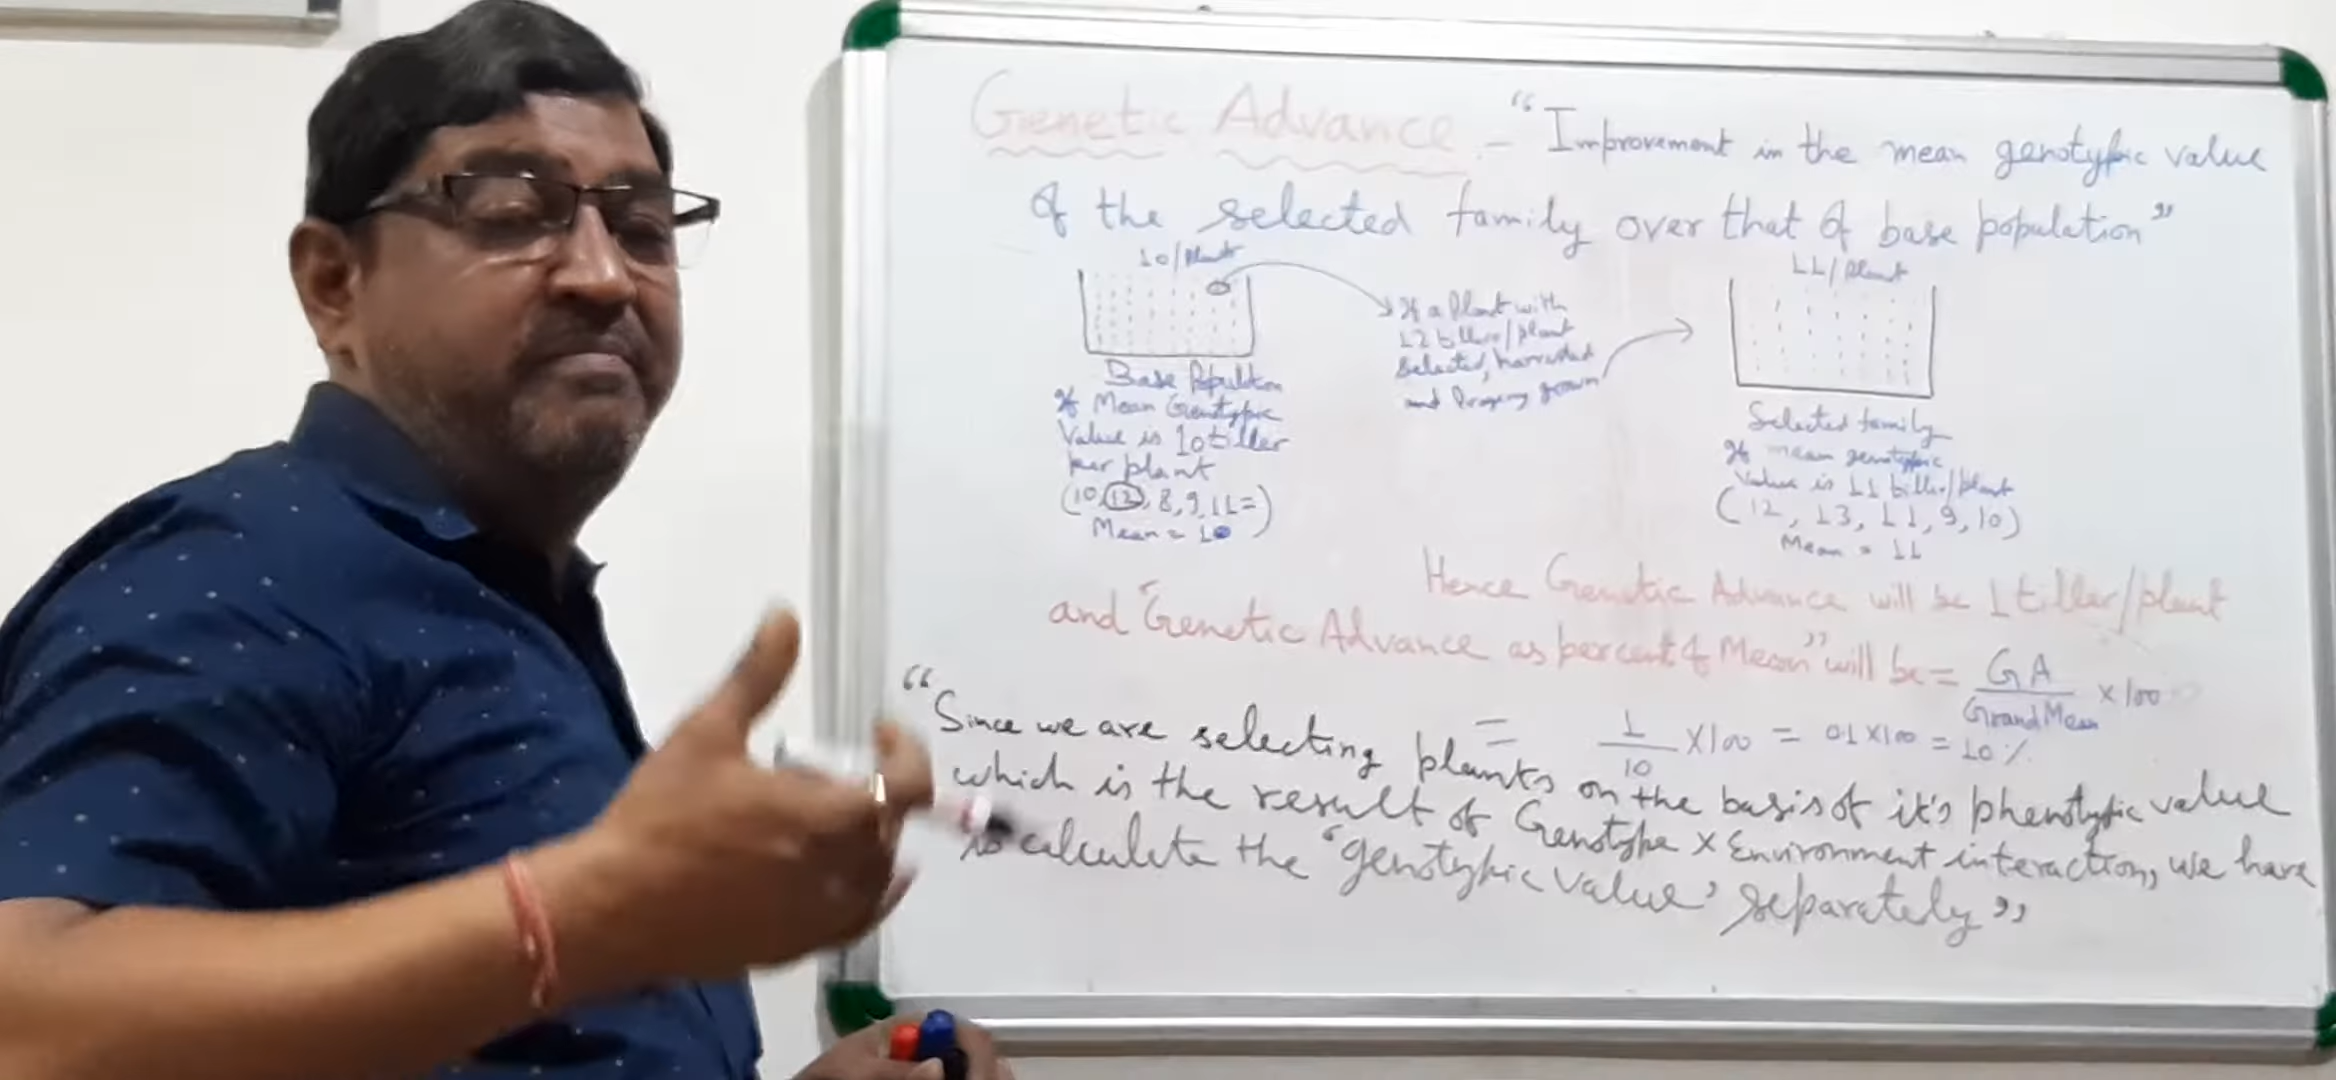 Genetic Advance - "Improvement in the mean genotypic value
of the selected family over that of base population"
10/Plant
If a Plant with
12 tiller/plant
Selected, harvested
and Progeny grown
11/plant
Base Population
If Mean Genotypic
Value is 10 tiller
per plant
(10, 12, 8, 9, 11=)
Mean = 10
Selected family
If mean genotypic
Value is 11 tiller/plant
(12, 13, 11, 9, 10)
Mean = 11
Hence Genetic Advance will be 1 tiller/plant
and "Genetic Advance as percent of Mean" will be = GA / Grand Mean × 100
= 1/10 × 100 = 0.1 × 100 = 10 %
"Since we are selecting plants on the basis of it's phenotypic value
which is the result of Genotype × Environment interaction, we have
to calculate the 'genotypic value' separately"